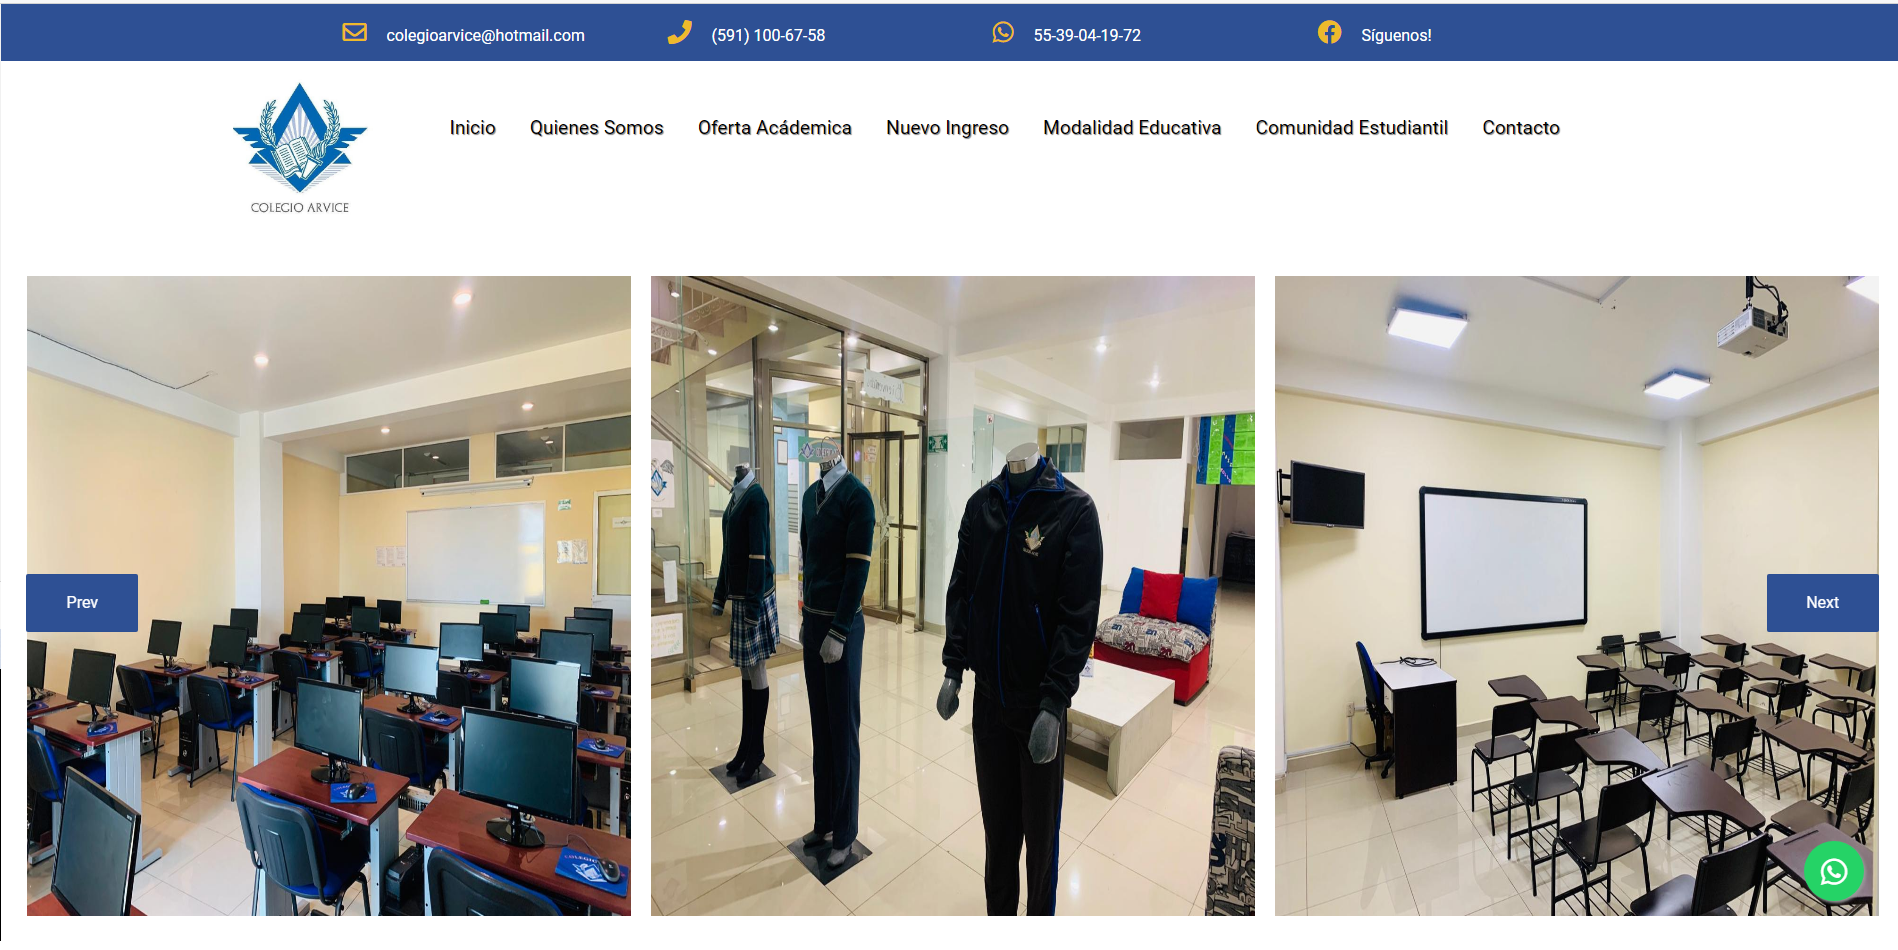 colegioarvice@hotmail.com
(591) 100-67-58
55-39-04-19-72
Síguenos!
COLEGIO ARVICE
Inicio
Quienes Somos
Oferta Académica
Nuevo Ingreso
Modalidad Educativa
Comunidad Estudiantil
Contacto
Prev
Next